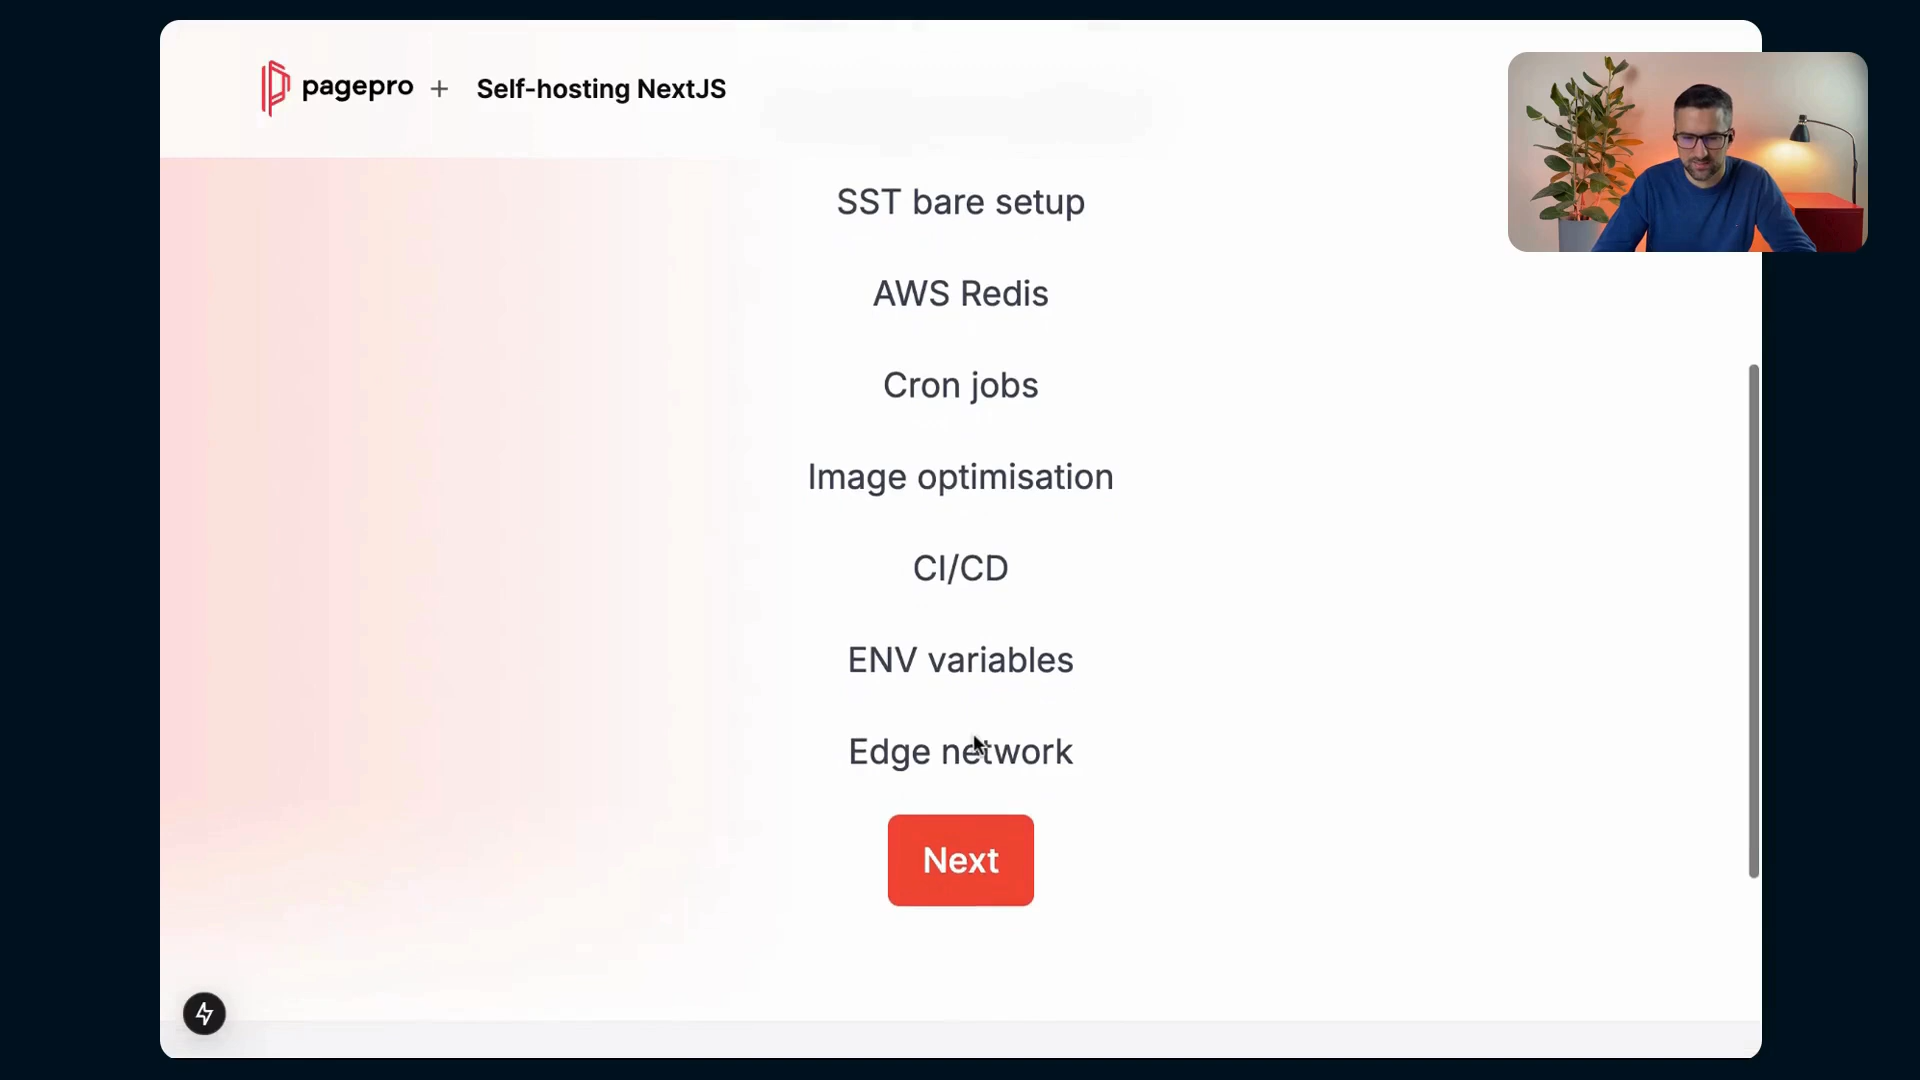 pagepro + Self-hosting NextJS
SST bare setup
AWS Redis
Cron jobs
Image optimisation
CI/CD
ENV variables
Edge network
Next